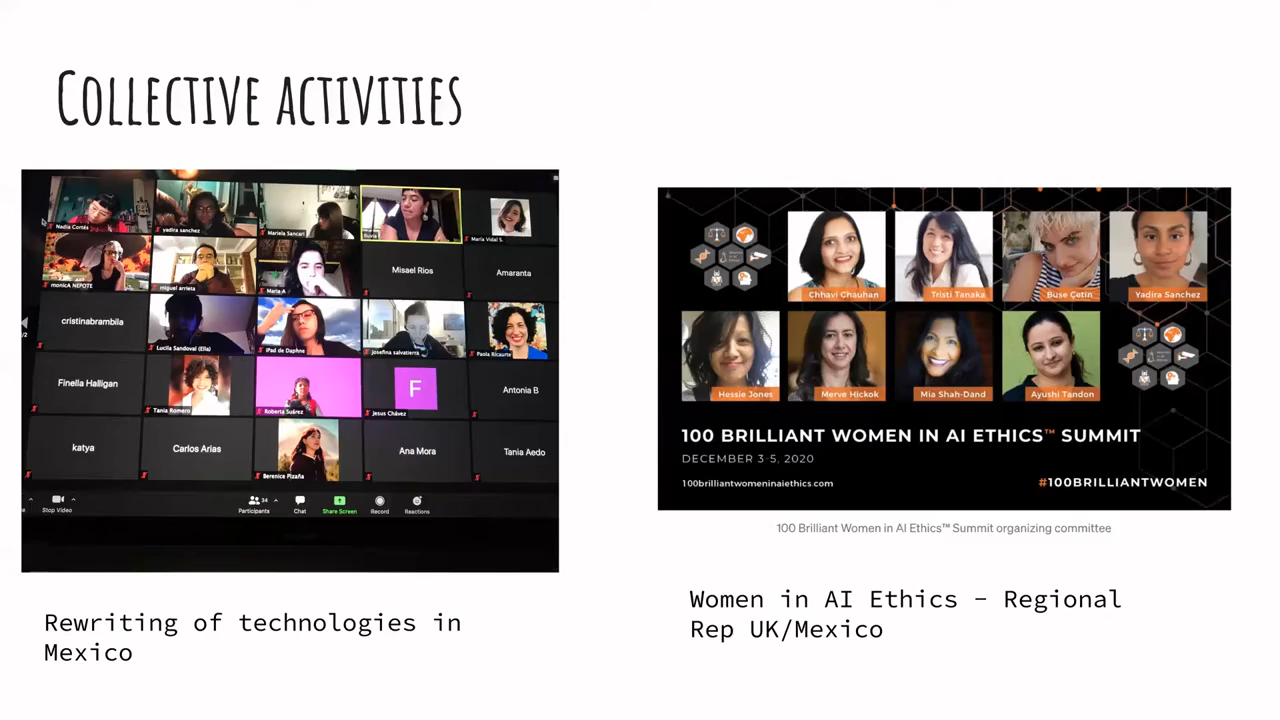 COLLECTIVE ACTIVITIES
Nadia Cortés
yadira sanchez
Mariela Sancari
María Vidal S.
monicA NEPOTE
miguel arrieta
Marta A
Misael Rios
Amaranta
cristinabrambila
Lucila Sandoval (Ella)
iPad de Daphne
Josefina salvatierra
Paola Ricaurte
Finella Halligan
Tania Romero
Roberta Suárez
F
Jesus Chávez
Antonia B
katya
Carlos Arias
Berenice Pizaña
Ana Mora
Tania Aedo
Stop Video
34
Participants
Chat
Share Screen
Record
Reactions
Rewriting of technologies in
Mexico
Chhavi Chauhan
Tristi Tanaka
Buse Cetin
Yadira Sanchez
Hessie Jones
Merve Hickok
Mia Shah-Dand
Ayushi Tandon
100 BRILLIANT WOMEN IN AI ETHICS™ SUMMIT
DECEMBER 3-5, 2020
100brilliantwomeninaiethics.com
#100BRILLIANTWOMEN
100 Brilliant Women in AI Ethics™ Summit organizing committee
Women in AI Ethics - Regional
Rep UK/Mexico